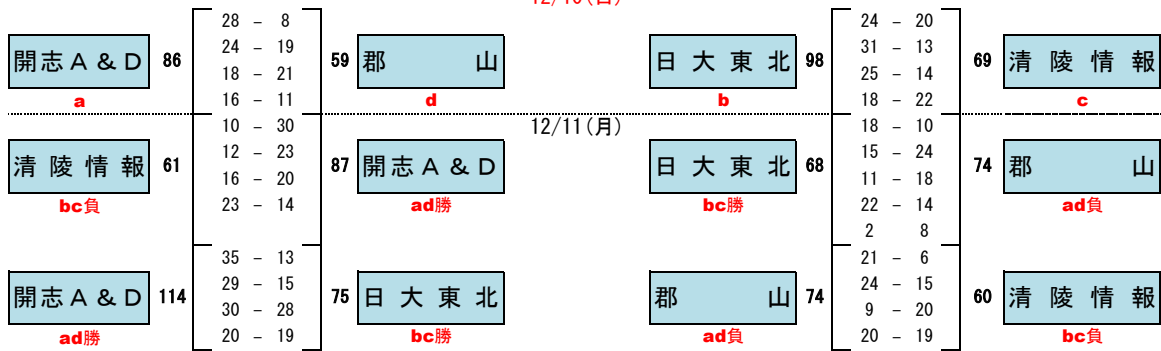 28 － 8
24 － 19
開志A&D 86 59 郡山
18 － 21
16 － 11
a d
24 － 20
31 － 13
日大東北 98 69 清陵情報
25 － 14
18 － 22
b c
12/11(月)
10 － 30
12 － 23
清陵情報 61 87 開志A&D
16 － 20
23 － 14
bc負 ad勝
18 － 10
15 － 24
日大東北 68 74 郡山
11 － 18
22 － 14
bc勝 ad負
2 8
35 － 13
29 － 15
開志A&D 114 75 日大東北
30 － 28
20 － 19
ad勝 bc勝
21 － 6
24 － 15
郡山 74 60 清陵情報
9 － 20
20 － 19
ad負 bc負